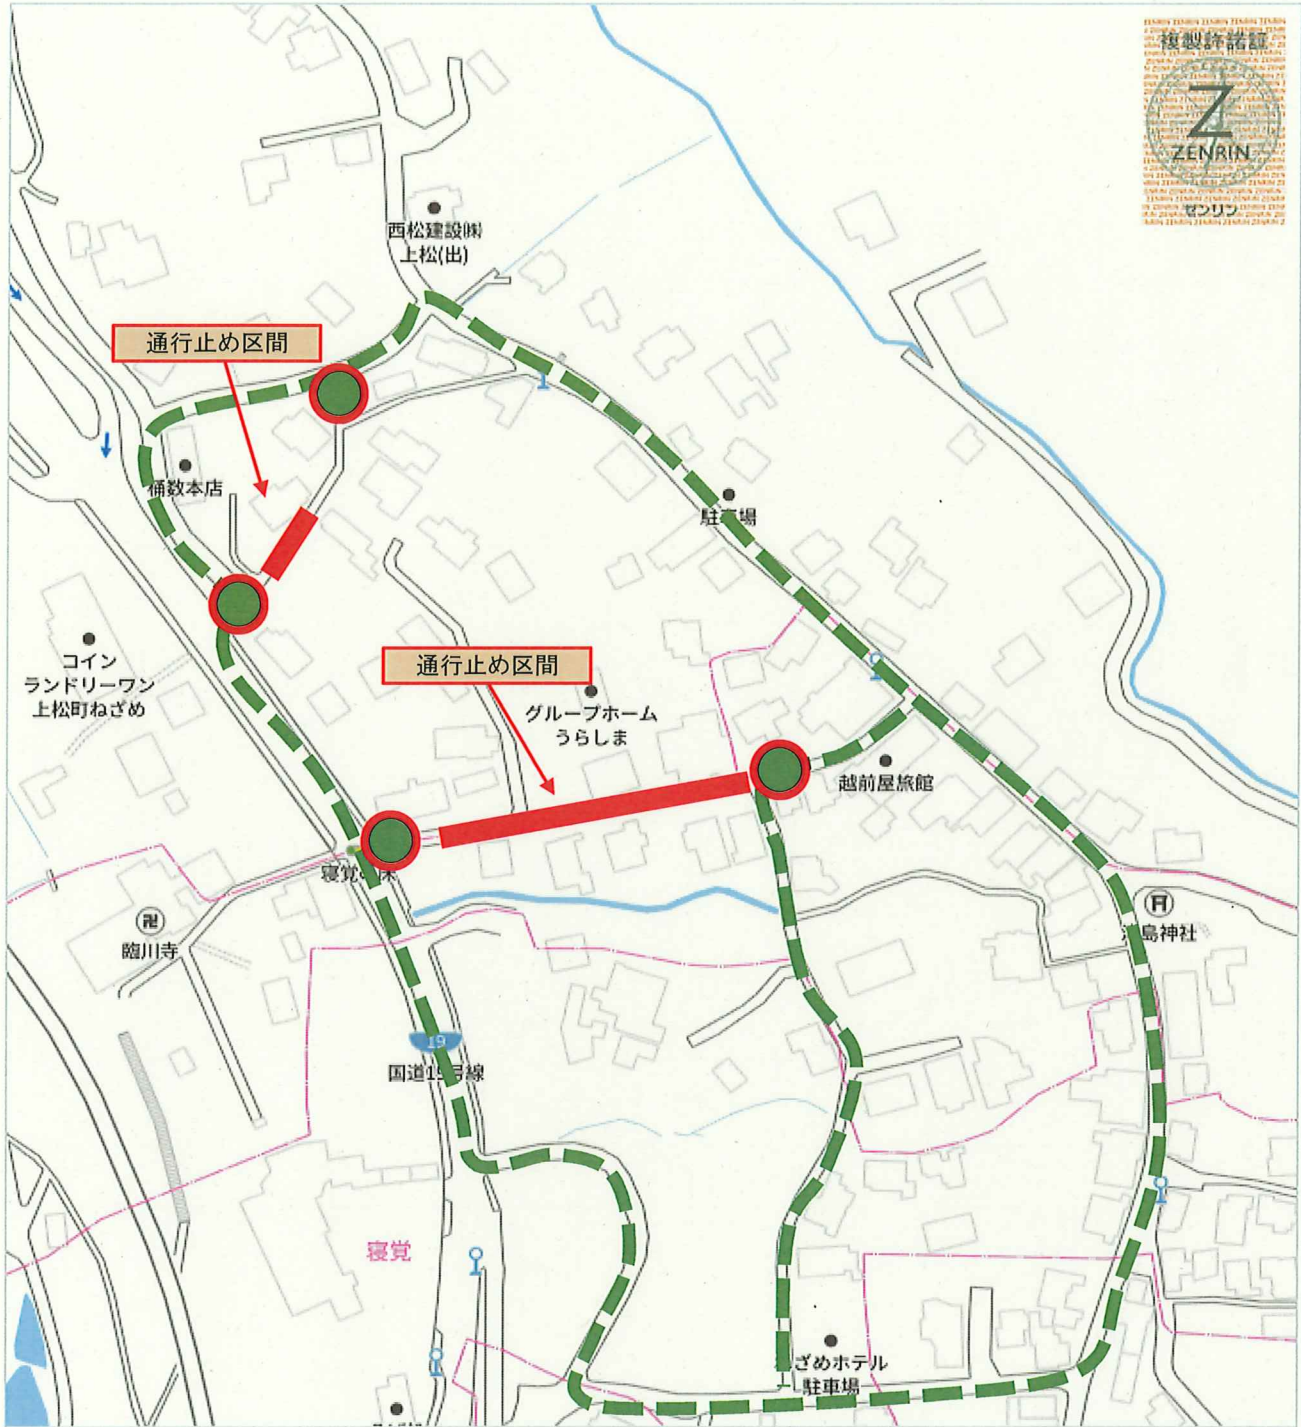 複製許諾証
Z
ZENRIN
ゼンリン
西松建設㈱
上松(出)
通行止め区間
桶数本店
駐車場
コイン
ランドリーワン
上松町ねざめ
通行止め区間
グループホーム
うらしま
越前屋旅館
寝覚の床
臨川寺
島神社
19
国道19号線
寝覚
ざめホテル
駐車場